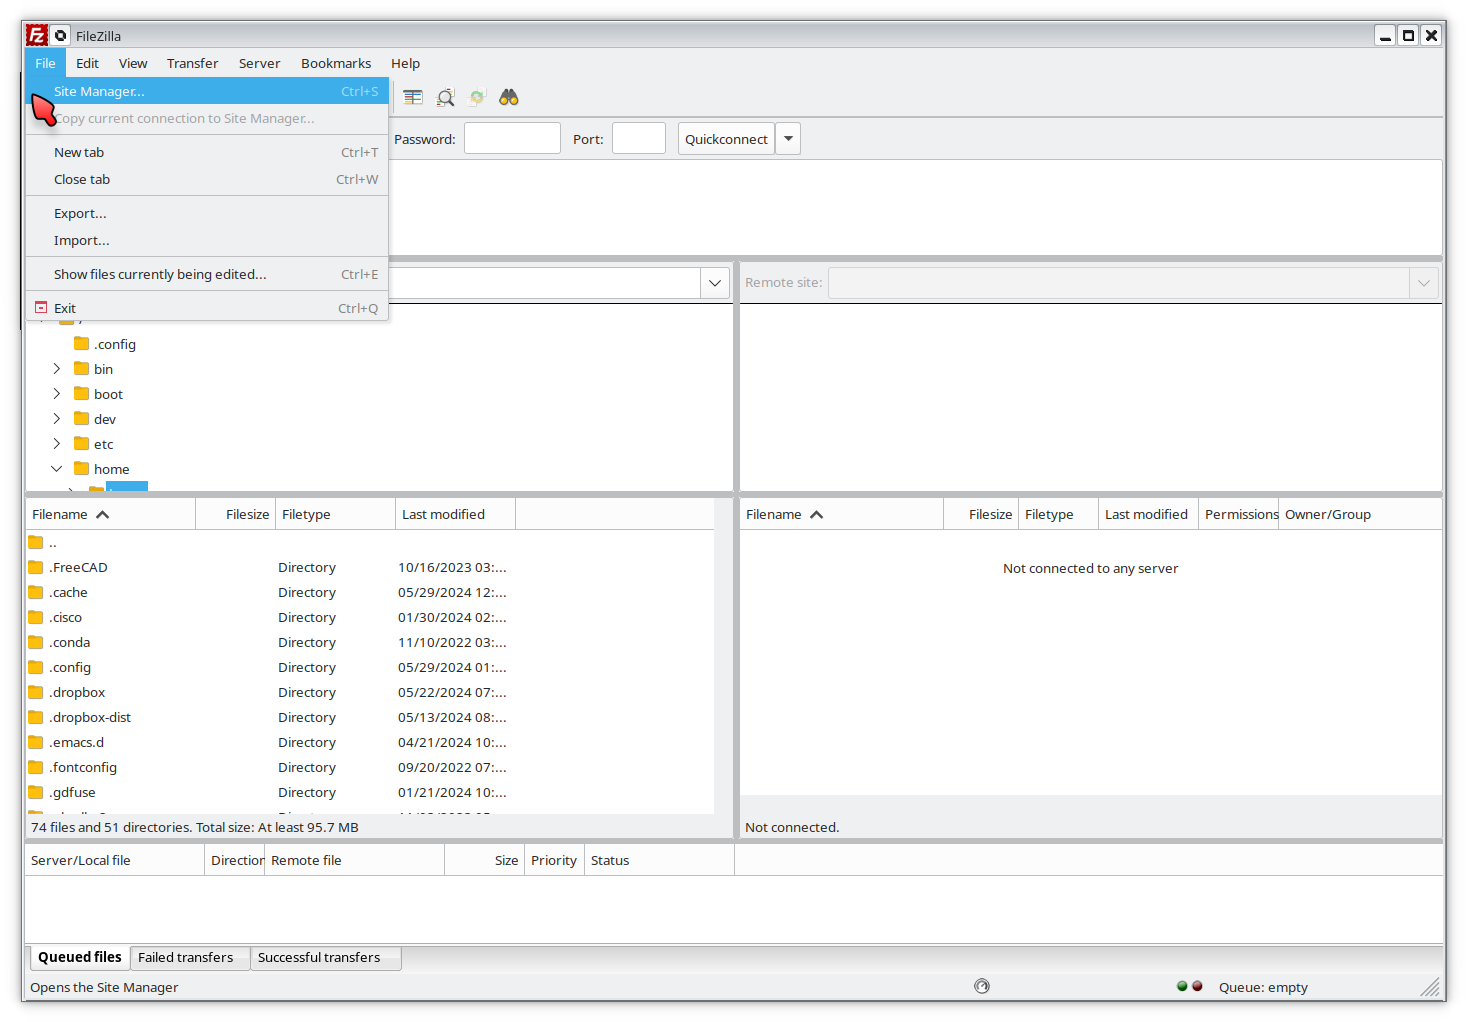 FileZilla
File Edit View Transfer Server Bookmarks Help
Site Manager... Ctrl+S
Copy current connection to Site Manager...
New tab Ctrl+T
Close tab Ctrl+W
Export...
Import...
Show files currently being edited... Ctrl+E
Exit Ctrl+Q
Password: Port: Quickconnect
Remote site:
.config
bin
boot
dev
etc
home
Filename Filesize Filetype Last modified
..
.FreeCAD Directory 10/16/2023 03:...
.cache Directory 05/29/2024 12:...
.cisco Directory 01/30/2024 02:...
.conda Directory 11/10/2022 03:...
.config Directory 05/29/2024 01:...
.dropbox Directory 05/22/2024 07:...
.dropbox-dist Directory 05/13/2024 08:...
.emacs.d Directory 04/21/2024 10:...
.fontconfig Directory 09/20/2022 07:...
.gdfuse Directory 01/21/2024 10:...
74 files and 51 directories. Total size: At least 95.7 MB
Filename Filesize Filetype Last modified Permissions Owner/Group
Not connected to any server
Not connected.
Server/Local file Direction Remote file Size Priority Status
Queued files Failed transfers Successful transfers
Opens the Site Manager Queue: empty